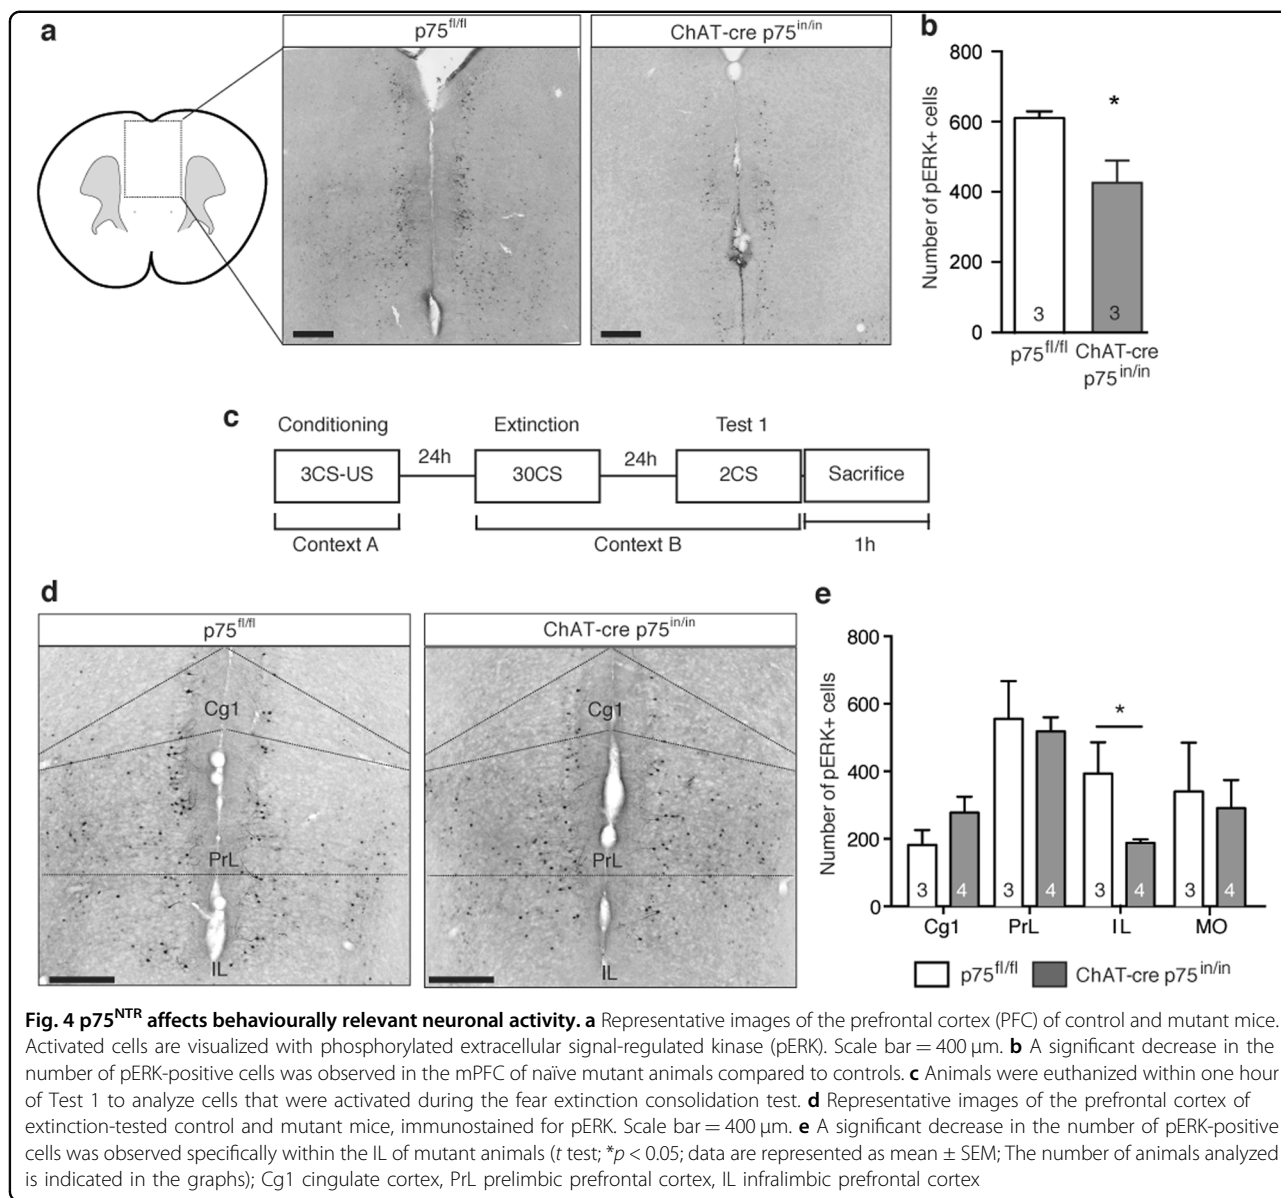 a
p75fl/fl
ChAT-cre p75in/in
b
Number of pERK+ cells
800
600
400
200
0
*
3
3
p75fl/fl
ChAT-cre
p75in/in
c
Conditioning
Extinction
Test 1
3CS-US
24h
30CS
24h
2CS
Sacrifice
Context A
Context B
1h
d
p75fl/fl
ChAT-cre p75in/in
Cg1
PrL
IL
Cg1
PrL
IL
e
Number of pERK+ cells
800
600
400
200
0
*
3
4
3
4
3
4
3
4
Cg1
PrL
IL
MO
p75fl/fl
ChAT-cre p75in/in
Fig. 4 p75NTR affects behaviourally relevant neuronal activity. a Representative images of the prefrontal cortex (PFC) of control and mutant mice.
Activated cells are visualized with phosphorylated extracellular signal-regulated kinase (pERK). Scale bar = 400 µm. b A significant decrease in the
number of pERK-positive cells was observed in the mPFC of naïve mutant animals compared to controls. c Animals were euthanized within one hour
of Test 1 to analyze cells that were activated during the fear extinction consolidation test. d Representative images of the prefrontal cortex of
extinction-tested control and mutant mice, immunostained for pERK. Scale bar = 400 µm. e A significant decrease in the number of pERK-positive
cells was observed specifically within the IL of mutant animals (t test; *p < 0.05; data are represented as mean ± SEM; The number of animals analyzed
is indicated in the graphs); Cg1 cingulate cortex, PrL prelimbic prefrontal cortex, IL infralimbic prefrontal cortex